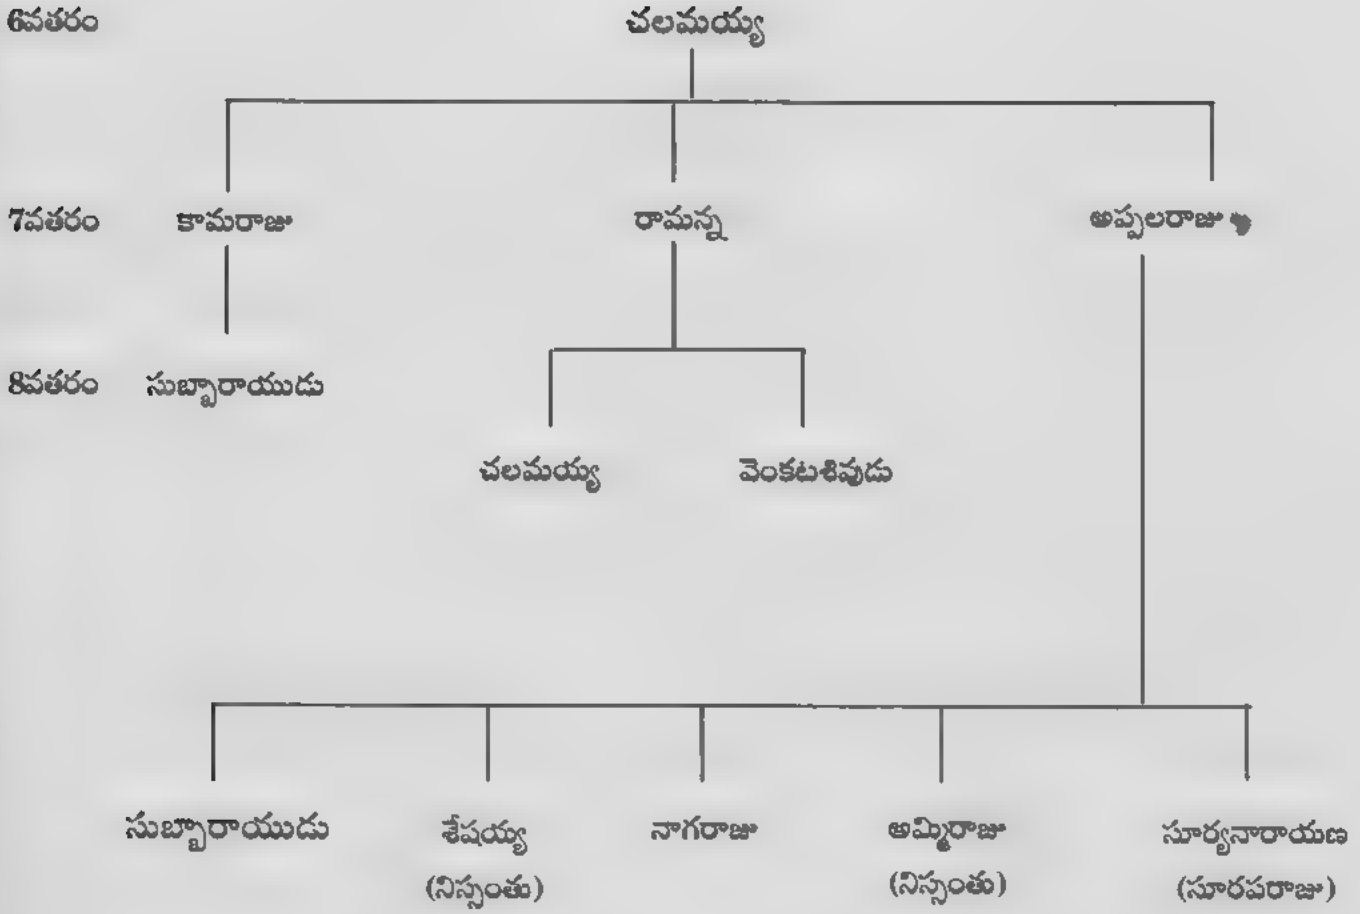 6వతరం చలమయ్య
7వతరం కామరాజు రామన్న అప్పలరాజు
8వతరం సుబ్బారాయుడు
చలమయ్య వెంకటశివుడు
సుబ్బారాయుడు శేషయ్య నాగరాజు అమ్మిరాజు సూర్యనారాయణ
(నిస్సంతు) (నిస్సంతు) (సూరపరాజు)